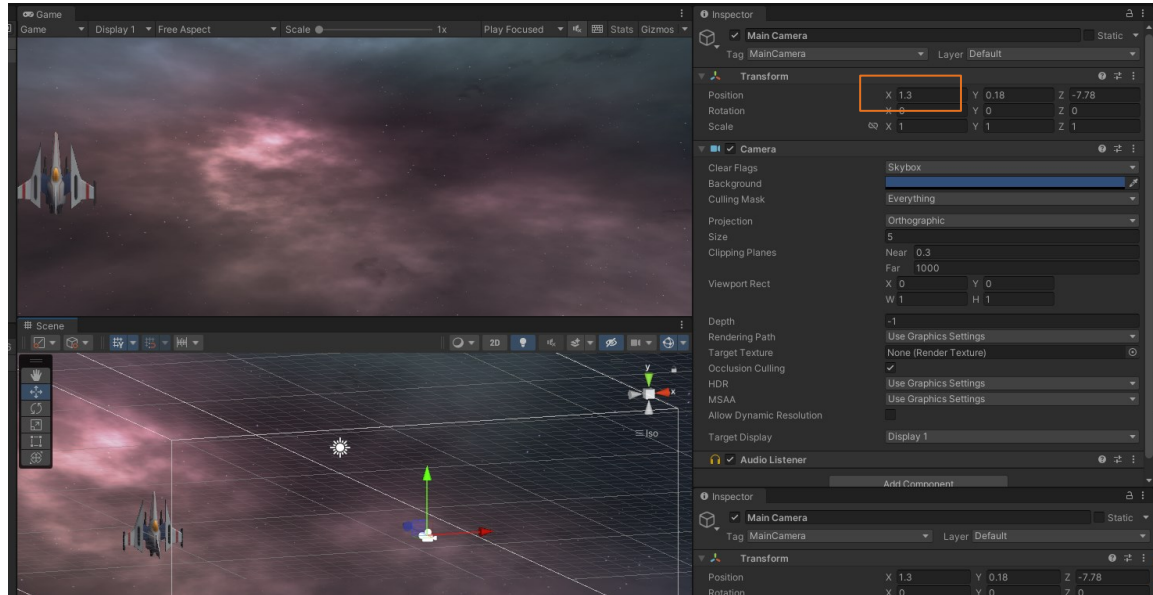 Game
Game Display 1 Free Aspect Scale 1x Play Focused Stats Gizmos
Scene
2D
y
x
Iso
Inspector
Main Camera Static
Tag MainCamera Layer Default
Transform
Position X 1.3 Y 0.18 Z -7.78
Rotation X 0 Y 0 Z 0
Scale X 1 Y 1 Z 1
Camera
Clear Flags Skybox
Background
Culling Mask Everything
Projection Orthographic
Size 5
Clipping Planes Near 0.3
Far 1000
Viewport Rect X 0 Y 0
W 1 H 1
Depth -1
Rendering Path Use Graphics Settings
Target Texture None (Render Texture)
Occlusion Culling
HDR Use Graphics Settings
MSAA Use Graphics Settings
Allow Dynamic Resolution
Target Display Display 1
Audio Listener
Add Component
Inspector
Main Camera Static
Tag MainCamera Layer Default
Transform
Position X 1.3 Y 0.18 Z -7.78
Rotation X 0 Y 0 Z 0